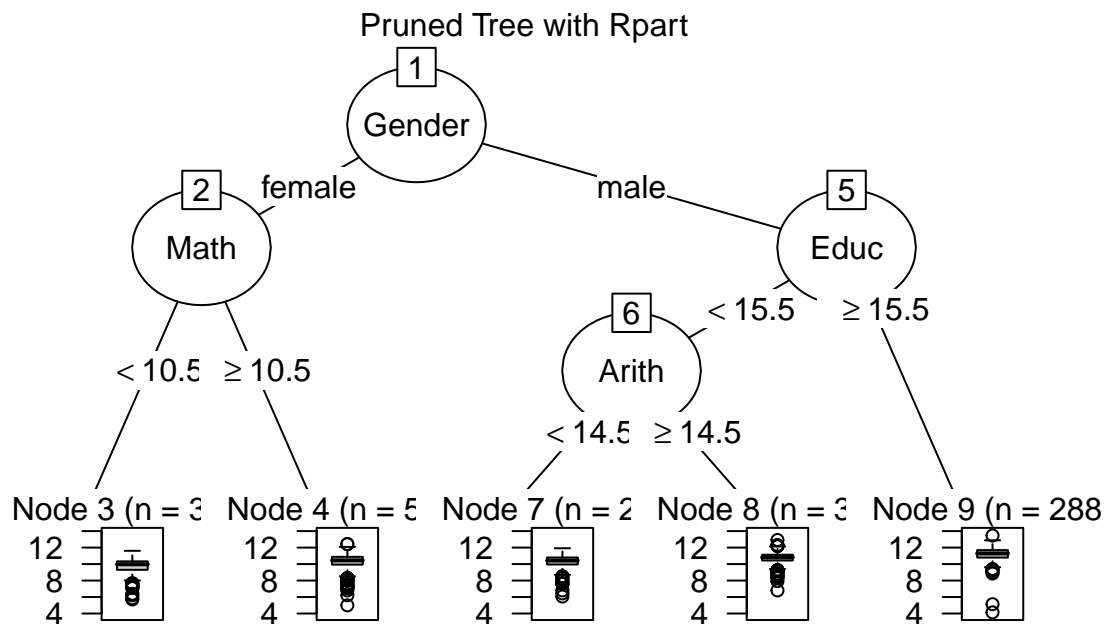 Pruned Tree with Rpart
1
Gender
female
male
2
Math
5
Educ
< 15.5
≥ 15.5
6
Arith
< 10.5
≥ 10.5
< 14.5
≥ 14.5
Node 3 (n = 3
Node 4 (n = 5
Node 7 (n = 2
Node 8 (n = 3
Node 9 (n = 288
4
8
12
4
8
12
4
8
12
4
8
12
4
8
12